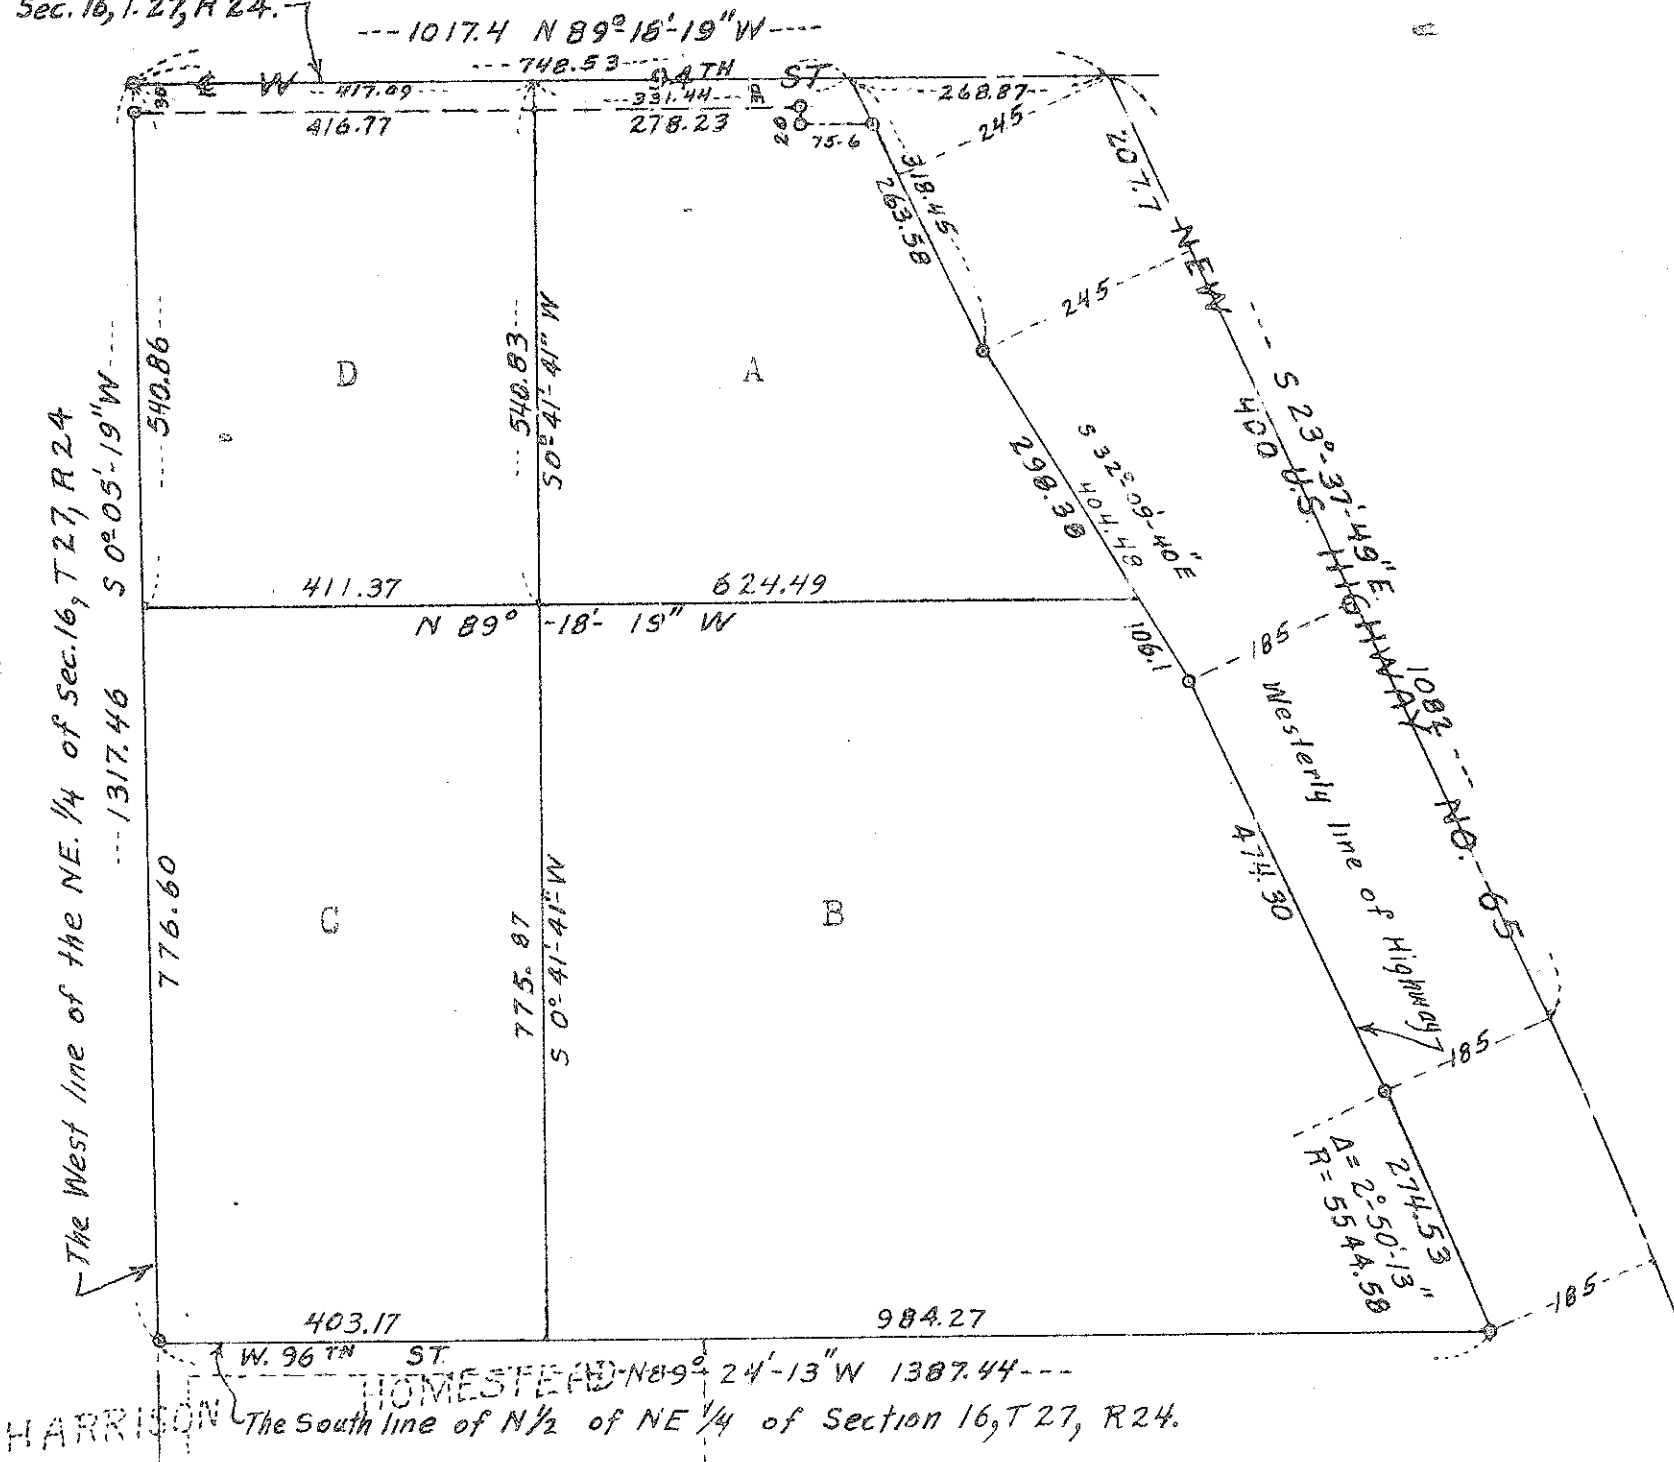 Sec. 16, T. 27, R 24.
---1017.4 N 89°-18'-19" W----
---748.53---
℄ W 94TH ST
417.09
---331.44---
268.87
30
416.77
278.23
20
75.6
245
318.45
263.58
207.7
245
NEW U.S. HIGHWAY NO. 65
---- S 23°-37'-49" E 1082 ---
400
---540.86---
---540.83---
S 0°-41'-41" W
D
A
298.38
S 32°-09'-40" E
404.48
The West line of the NE. 1/4 of Sec. 16, T 27, R 24
---1317.46 S 0°-05'-19" W---
411.37
624.49
N 89° -18'- 19" W
106.1
185
Westerly line of Highway
474.30
776.60
775.97
S 0°-41'-41" W
C
B
185
274.53
Δ = 2°-50'-13"
R = 5544.58
185
403.17
984.27
W. 96TH ST.
HOMESTEAD
N 89° 24'-13" W 1387.44---
HARRISON
The South line of N 1/2 of NE 1/4 of Section 16, T 27, R 24.